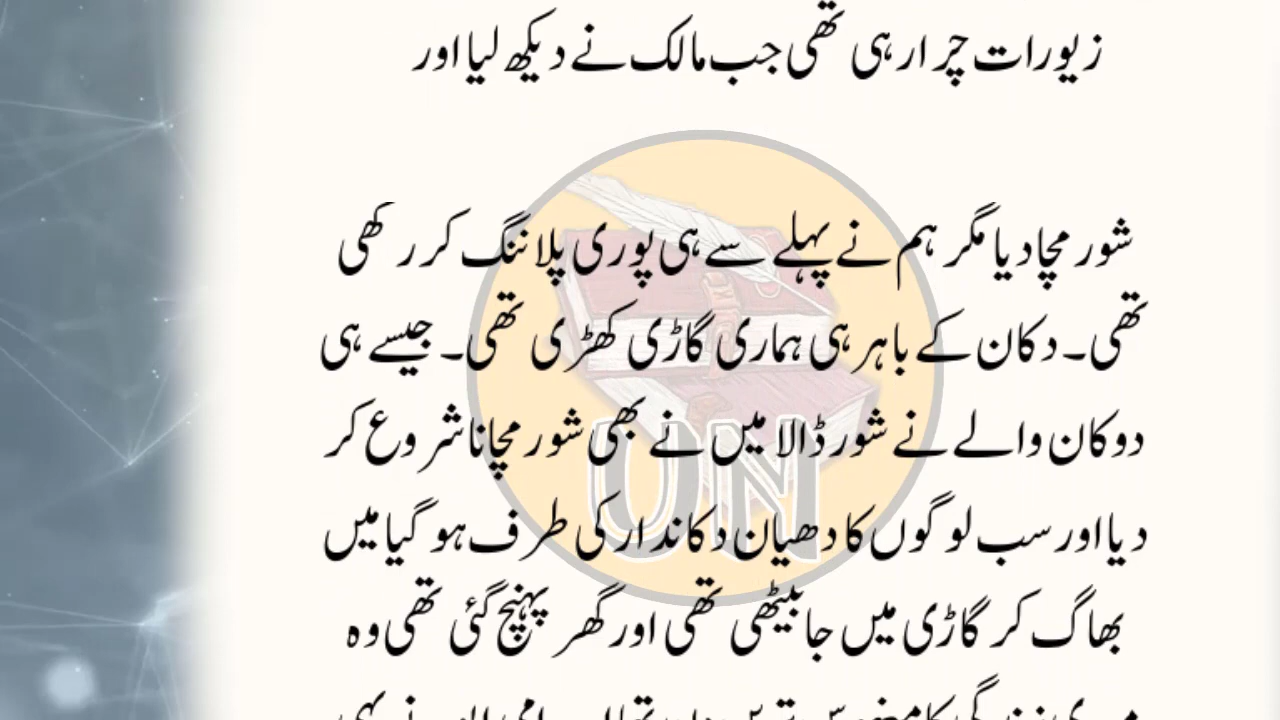 زیورات چرا رہی تھی جب مالک نے دیکھ لیا اور
شور مچا دیا مگر ہم نے پہلے سے ہی پوری پلاننگ کر رکھی
تھی۔ دکان کے باہر ہی ہماری گاڑی کھڑی تھی۔ جیسے ہی
دوکان والے نے شور ڈالا میں نے بھی شور مچانا شروع کر
دیا اور سب لوگوں کا دھیان دکاندار کی طرف ہو گیا میں
بھاگ کر گاڑی میں جا بیٹھی تھی اور گھر پہنچ گئی تھی وہ
UN